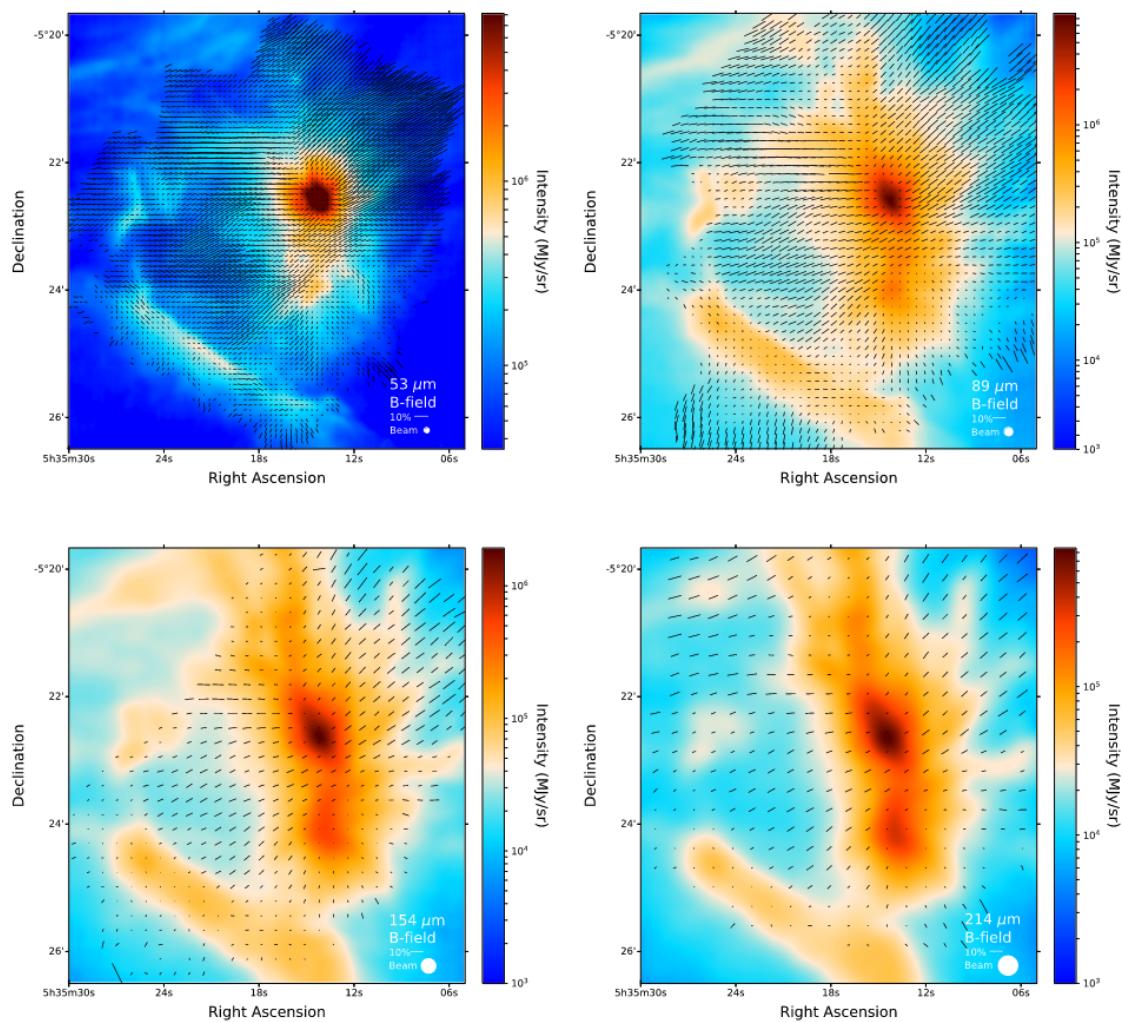 -5°20'
22'
24'
26'
Declination
5h35m30s
24s
18s
12s
06s
Right Ascension
53 μm
B-field
10%
Beam
10⁶
10⁵
Intensity (MJy/sr)
-5°20'
22'
24'
26'
Declination
5h35m30s
24s
18s
12s
06s
Right Ascension
89 μm
B-field
10%
Beam
10⁶
10⁵
10⁴
10³
Intensity (MJy/sr)
-5°20'
22'
24'
26'
Declination
5h35m30s
24s
18s
12s
06s
Right Ascension
154 μm
B-field
10%
Beam
10⁶
10⁵
10⁴
10³
Intensity (MJy/sr)
-5°20'
22'
24'
26'
Declination
5h35m30s
24s
18s
12s
06s
Right Ascension
214 μm
B-field
10%
Beam
10⁵
10⁴
10³
Intensity (MJy/sr)